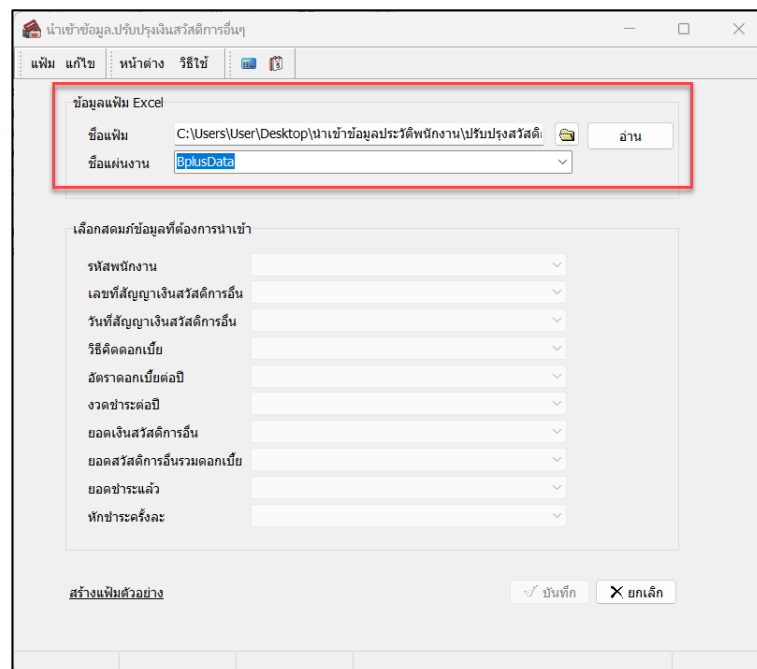 นำเข้าข้อมูล.ปรับปรุงเงินสวัสดิการอื่นๆ
แฟ้ม แก้ไข หน้าต่าง วิธีใช้
ข้อมูลแฟ้ม Excel
ชื่อแฟ้ม C:\Users\User\Desktop\นำเข้าข้อมูลประวัติพนักงาน\ปรับปรุงสวัสดิ อ่าน
ชื่อแผ่นงาน BplusData
เลือกสดมภ์ข้อมูลที่ต้องการนำเข้า
รหัสพนักงาน
เลขที่สัญญาเงินสวัสดิการอื่น
วันที่สัญญาเงินสวัสดิการอื่น
วิธีคิดดอกเบี้ย
อัตราดอกเบี้ยต่อปี
งวดชำระต่อปี
ยอดเงินสวัสดิการอื่น
ยอดสวัสดิการอื่นรวมดอกเบี้ย
ยอดชำระแล้ว
หักชำระครั้งละ
สร้างแฟ้มตัวอย่าง บันทึก ยกเลิก